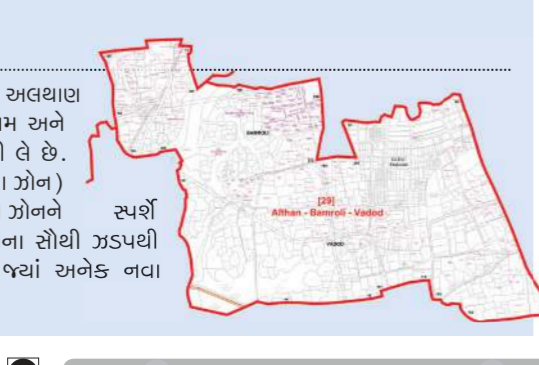 અલથાણ
મ અને
ી લે છે.
ા ઝોન)
ઝોનને સ્પર્શે
ના સૌથી ઝડપથી
જ્યાં અનેક નવા
BAMROLI
[29]
Althan - Bamroli - Vadod
VADOD